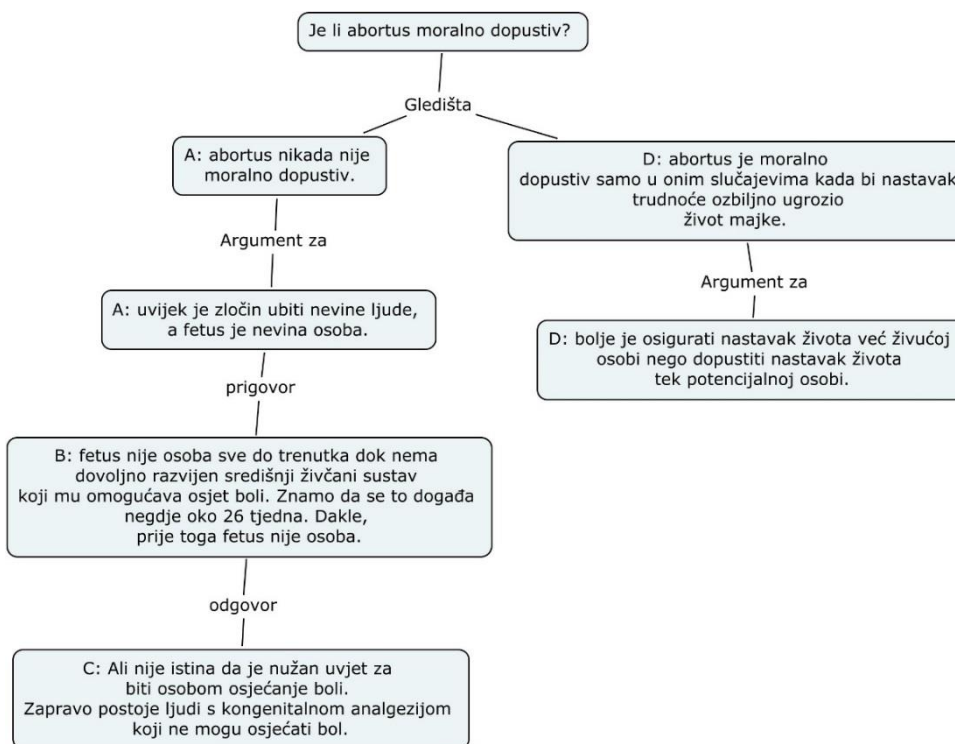 Je li abortus moralno dopustiv?
Gledišta
A: abortus nikada nije
moralno dopustiv.
Argument za
A: uvijek je zločin ubiti nevine ljude,
a fetus je nevina osoba.
prigovor
B: fetus nije osoba sve do trenutka dok nema
dovoljno razvijen središnji živčani sustav
koji mu omogućava osjet boli. Znamo da se to događa
negdje oko 26 tjedna. Dakle,
prije toga fetus nije osoba.
odgovor
C: Ali nije istina da je nužan uvjet za
biti osobom osjećanje boli.
Zapravo postoje ljudi s kongenitalnom analgezijom
koji ne mogu osjećati bol.
D: abortus je moralno
dopustiv samo u onim slučajevima kada bi nastavak
trudnoće ozbiljno ugrozio
život majke.
Argument za
D: bolje je osigurati nastavak života već živućoj
osobi nego dopustiti nastavak života
tek potencijalnoj osobi.